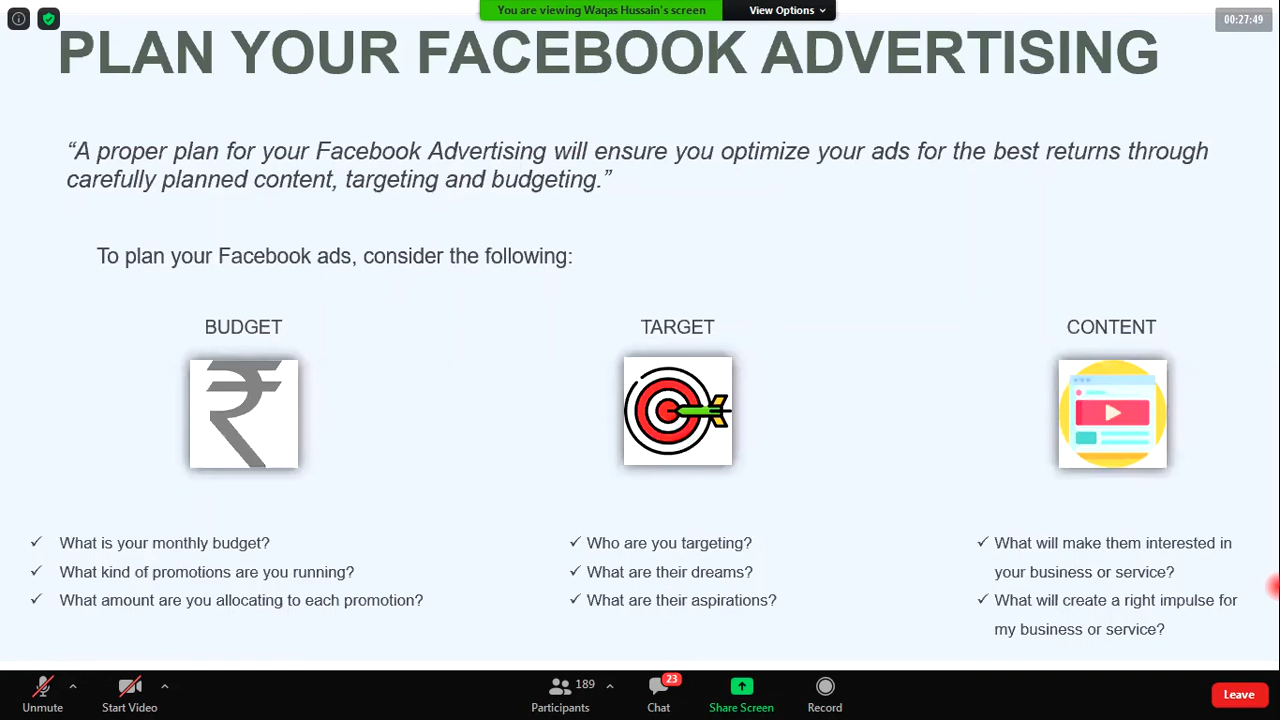 You are viewing Waqas Hussain's screen
View Options
00:27:49
PLAN YOUR FACEBOOK ADVERTISING
“A proper plan for your Facebook Advertising will ensure you optimize your ads for the best returns through
carefully planned content, targeting and budgeting.”
To plan your Facebook ads, consider the following:
BUDGET
₹
✓ What is your monthly budget?
✓ What kind of promotions are you running?
✓ What amount are you allocating to each promotion?
TARGET
✓ Who are you targeting?
✓ What are their dreams?
✓ What are their aspirations?
CONTENT
✓ What will make them interested in
your business or service?
✓ What will create a right impulse for
my business or service?
Unmute
Start Video
189
Participants
23
Chat
Share Screen
Record
Leave